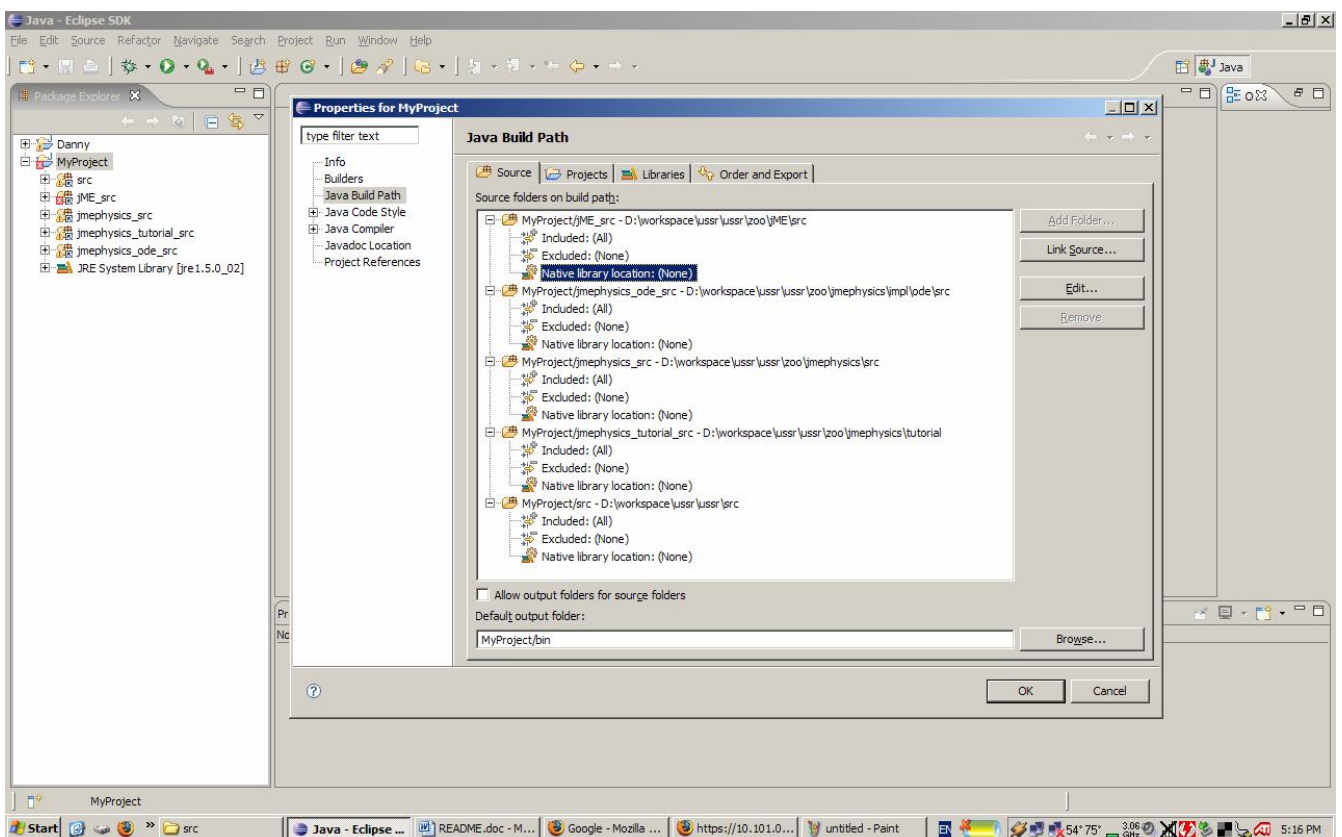 Java - Eclipse SDK
File Edit Source Refactor Navigate Search Project Run Window Help
Java
Package Explorer
Danny
MyProject
src
jME_src
jmephysics_src
jmephysics_tutorial_src
jmephysics_ode_src
JRE System Library [jre1.5.0_02]
Properties for MyProject
type filter text
Info
Builders
Java Build Path
Java Code Style
Java Compiler
Javadoc Location
Project References
Java Build Path
Source Projects Libraries Order and Export
Source folders on build path:
MyProject/jME_src - D:\workspace\ussr\ussr\zoo\jME\src
Included: (All)
Excluded: (None)
Native library location: (None)
MyProject/jmephysics_ode_src - D:\workspace\ussr\ussr\zoo\jmephysics\impl\ode\src
Included: (All)
Excluded: (None)
Native library location: (None)
MyProject/jmephysics_src - D:\workspace\ussr\ussr\zoo\jmephysics\src
Included: (All)
Excluded: (None)
Native library location: (None)
MyProject/jmephysics_tutorial_src - D:\workspace\ussr\ussr\zoo\jmephysics\tutorial
Included: (All)
Excluded: (None)
Native library location: (None)
MyProject/src - D:\workspace\ussr\ussr\src
Included: (All)
Excluded: (None)
Native library location: (None)
Add Folder...
Link Source...
Edit...
Remove
Allow output folders for source folders
Default output folder:
MyProject/bin
Browse...
OK Cancel
Pr
No
MyProject
Start src Java - Eclipse ... README.doc - M... Google - Mozilla ... https://10.101.0... untitled - Paint EN 54° 75° 3.06 GHz 5:16 PM